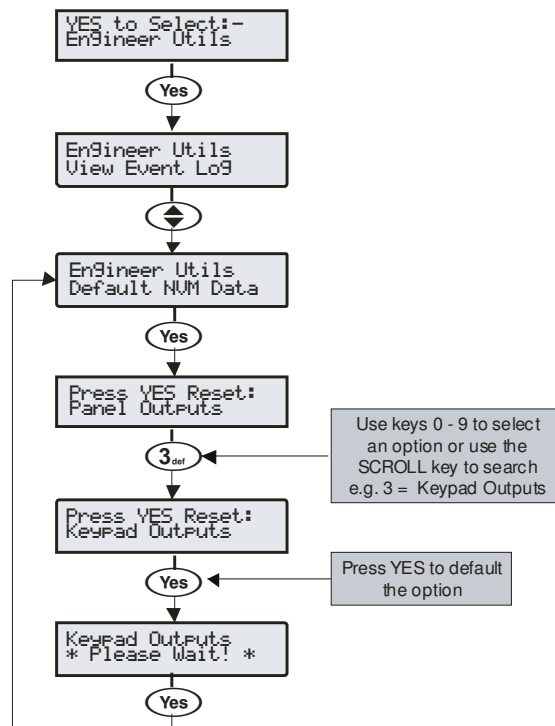 YES to Select:-
Engineer Utils
Yes
Engineer Utils
View Event Log
Engineer Utils
Default NVM Data
Yes
Press YES Reset:
Panel Outputs
3def
Use keys 0 - 9 to select
an option or use the
SCROLL key to search
e.g. 3 = Keypad Outputs
Press YES Reset:
Keypad Outputs
Yes
Press YES to default
the option
Keypad Outputs
* Please Wait! *
Yes